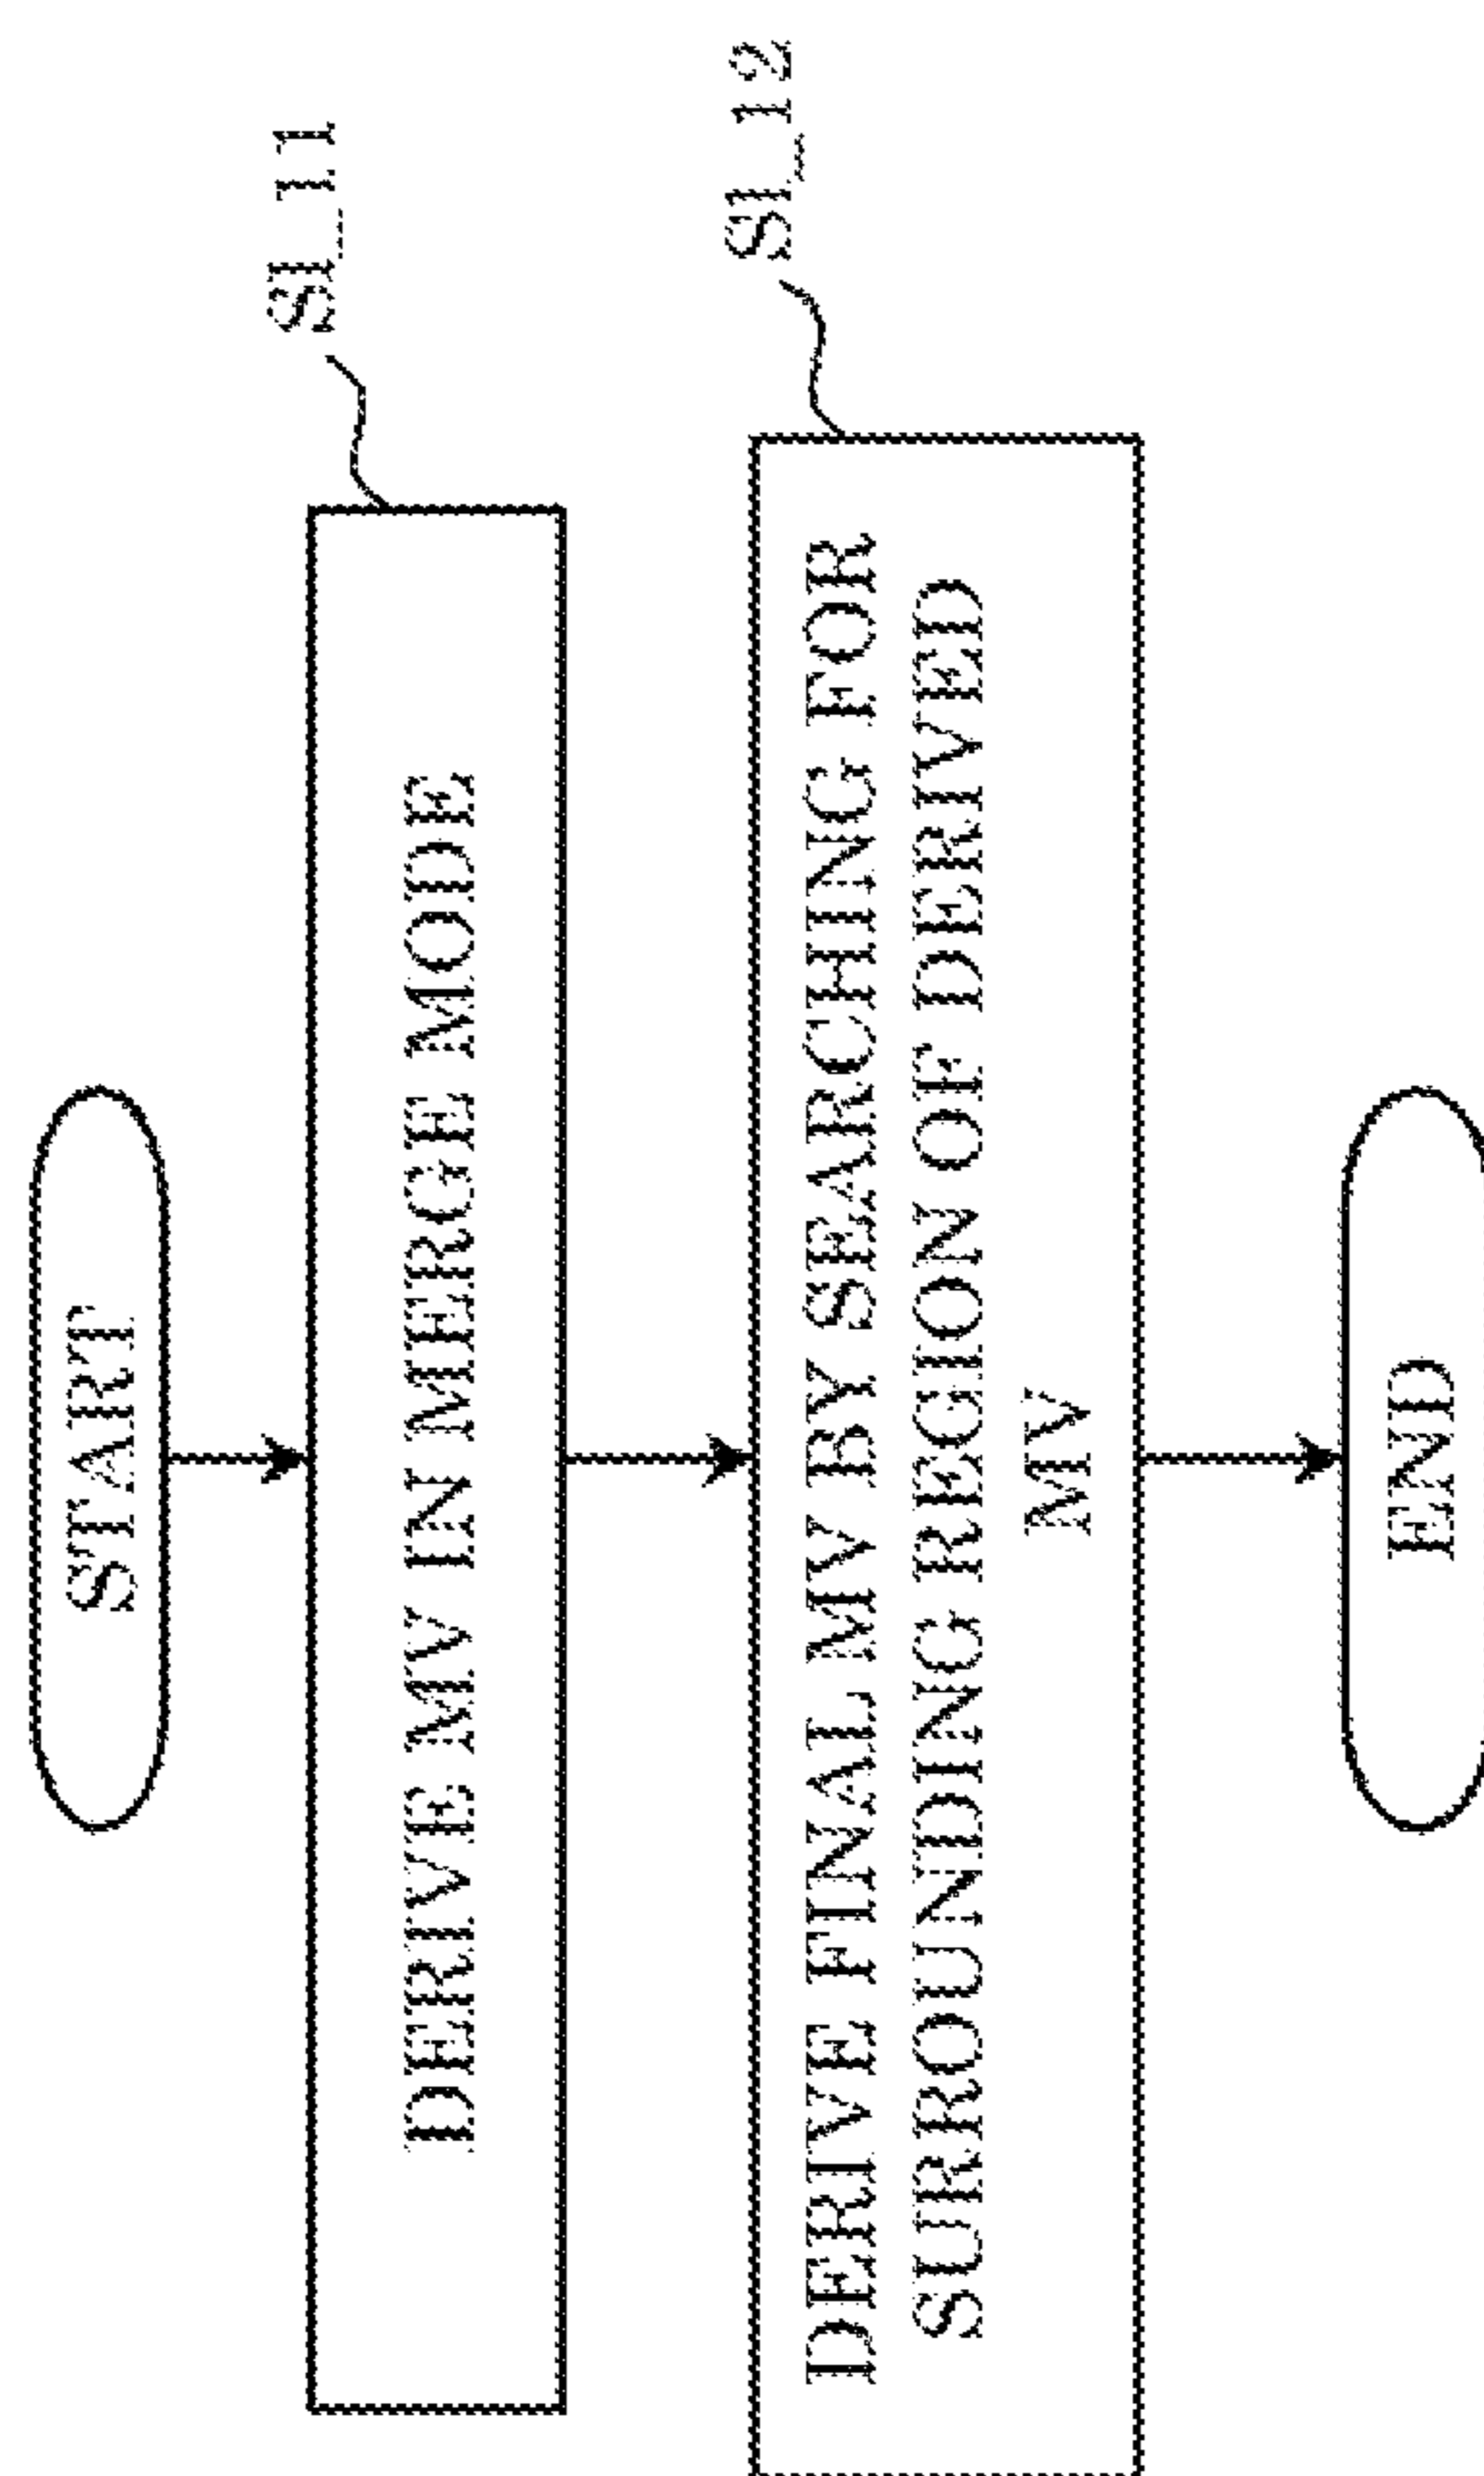 START
Sl_11
DERIVE MV IN MERGE MODE
Sl_12
DERIVE FINAL MV BY SEARCHING FOR
SURROUNDING REGION OF DERIVED
MV
END